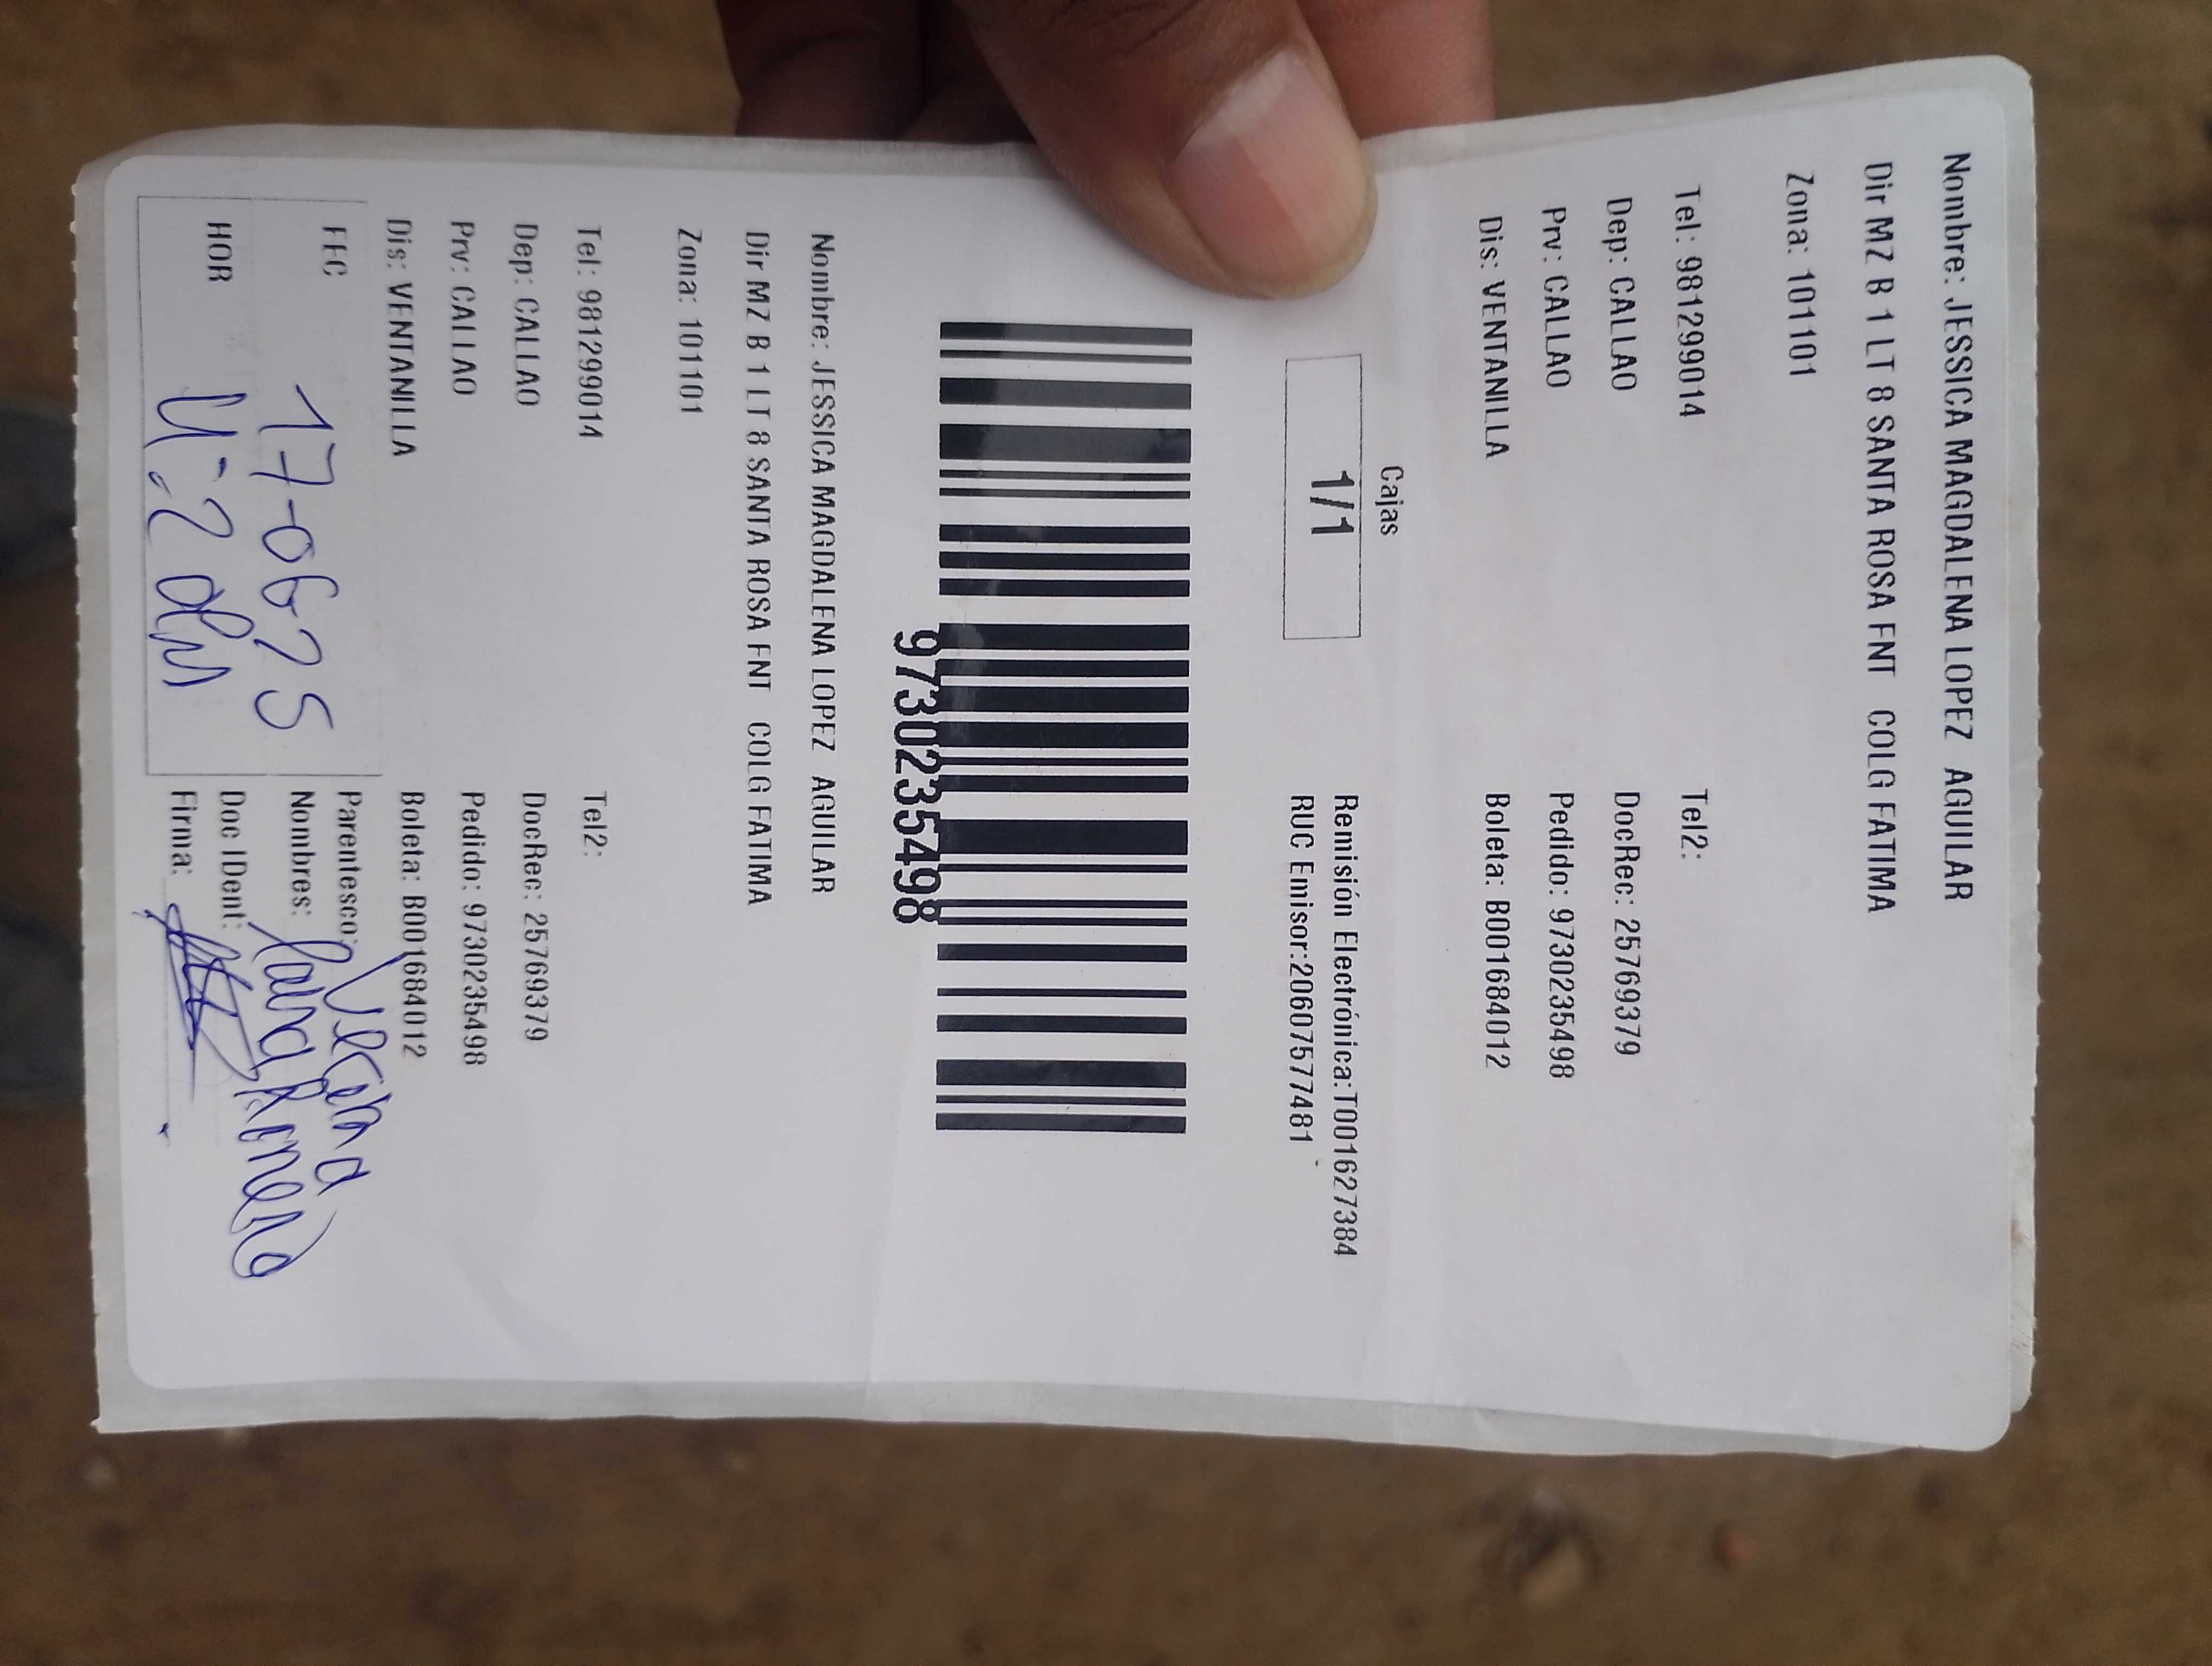 Nombre: JESSICA MAGDALENA LOPEZ AGUILAR
Dir MZ B 1 LT 8 SANTA ROSA FNT COLG FATIMA
Zona: 101101
Tel: 981299014 Tel2:
Dep: CALLAO DocRec: 25769379
Prv: CALLAO Pedido: 9730235498
Dis: VENTANILLA Boleta: B001684012
Cajas
1/1
Remisión Electrónica:T001627384
RUC Emisor:20607577481
9730235498
Nombre: JESSICA MAGDALENA LOPEZ AGUILAR
Dir MZ B 1 LT 8 SANTA ROSA FNT COLG FATIMA
Zona: 101101
Tel: 981299014 Tel2:
Dep: CALLAO DocRec: 25769379
Prv: CALLAO Pedido: 9730235498
Dis: VENTANILLA Boleta: B001684012
FEC 17-06-25 Parentesco: Vecina
Nombres:
HOR Doc IDent:
Firma: